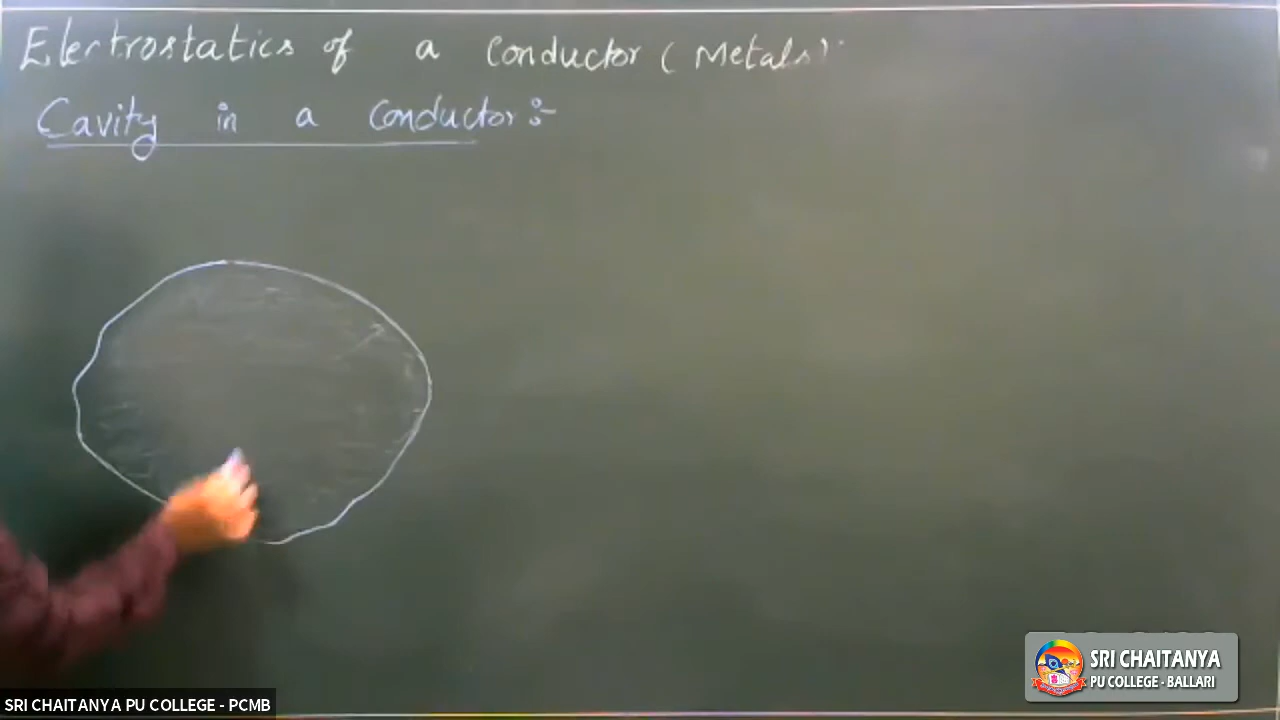 Electrostatics of a Conductor (Metals):
Cavity in a Conductor:-
SRI CHAITANYA
PU COLLEGE - BALLARI
SRI CHAITANYA PU COLLEGE - PCMB